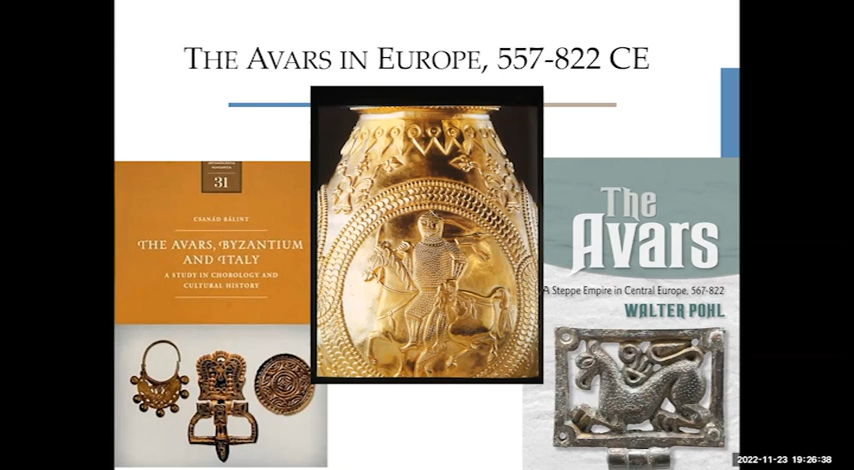 THE AVARS IN EUROPE, 557-822 CE
31
CSANÁD BÁLINT
THE AVARS, BYZANTIUM
AND ITALY
A STUDY IN CHOROLOGY AND
CULTURAL HISTORY
The
Avars
A Steppe Empire in Central Europe, 567-822
WALTER POHL
2022-11-23 19:26:38